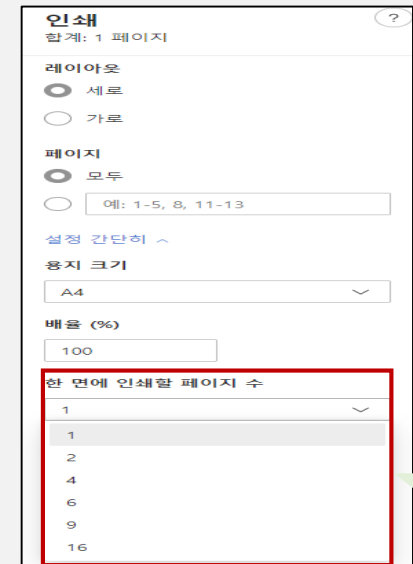 인쇄
?
합계: 1 페이지
레이아웃
세로
가로
페이지
모두
예: 1-5, 8, 11-13
설정 간단히
용지 크기
A4
배율 (%)
100
한 면에 인쇄할 페이지 수
1
1
2
4
6
9
16